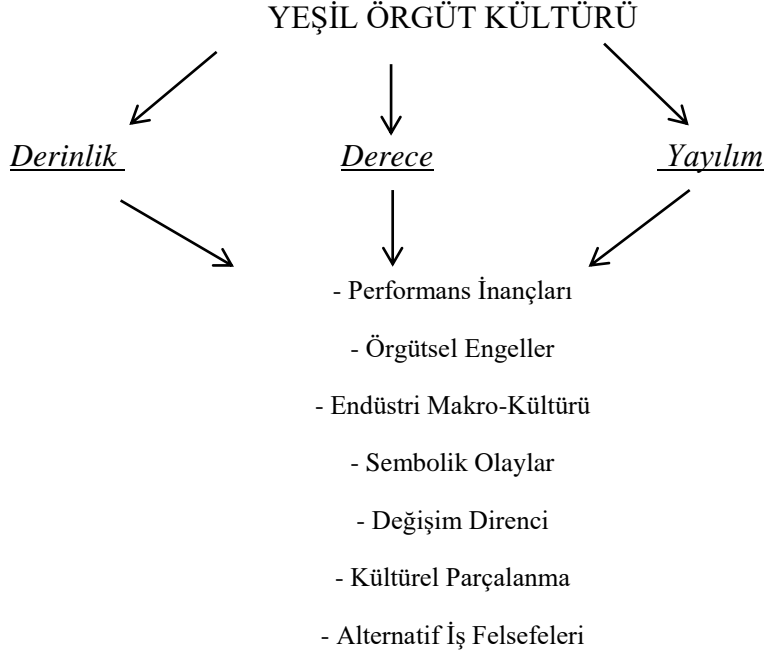 YEŞİL ÖRGÜT KÜLTÜRÜ
Derinlik Derece Yayılım
- Performans İnançları
- Örgütsel Engeller
- Endüstri Makro-Kültürü
- Sembolik Olaylar
- Değişim Direnci
- Kültürel Parçalanma
- Alternatif İş Felsefeleri